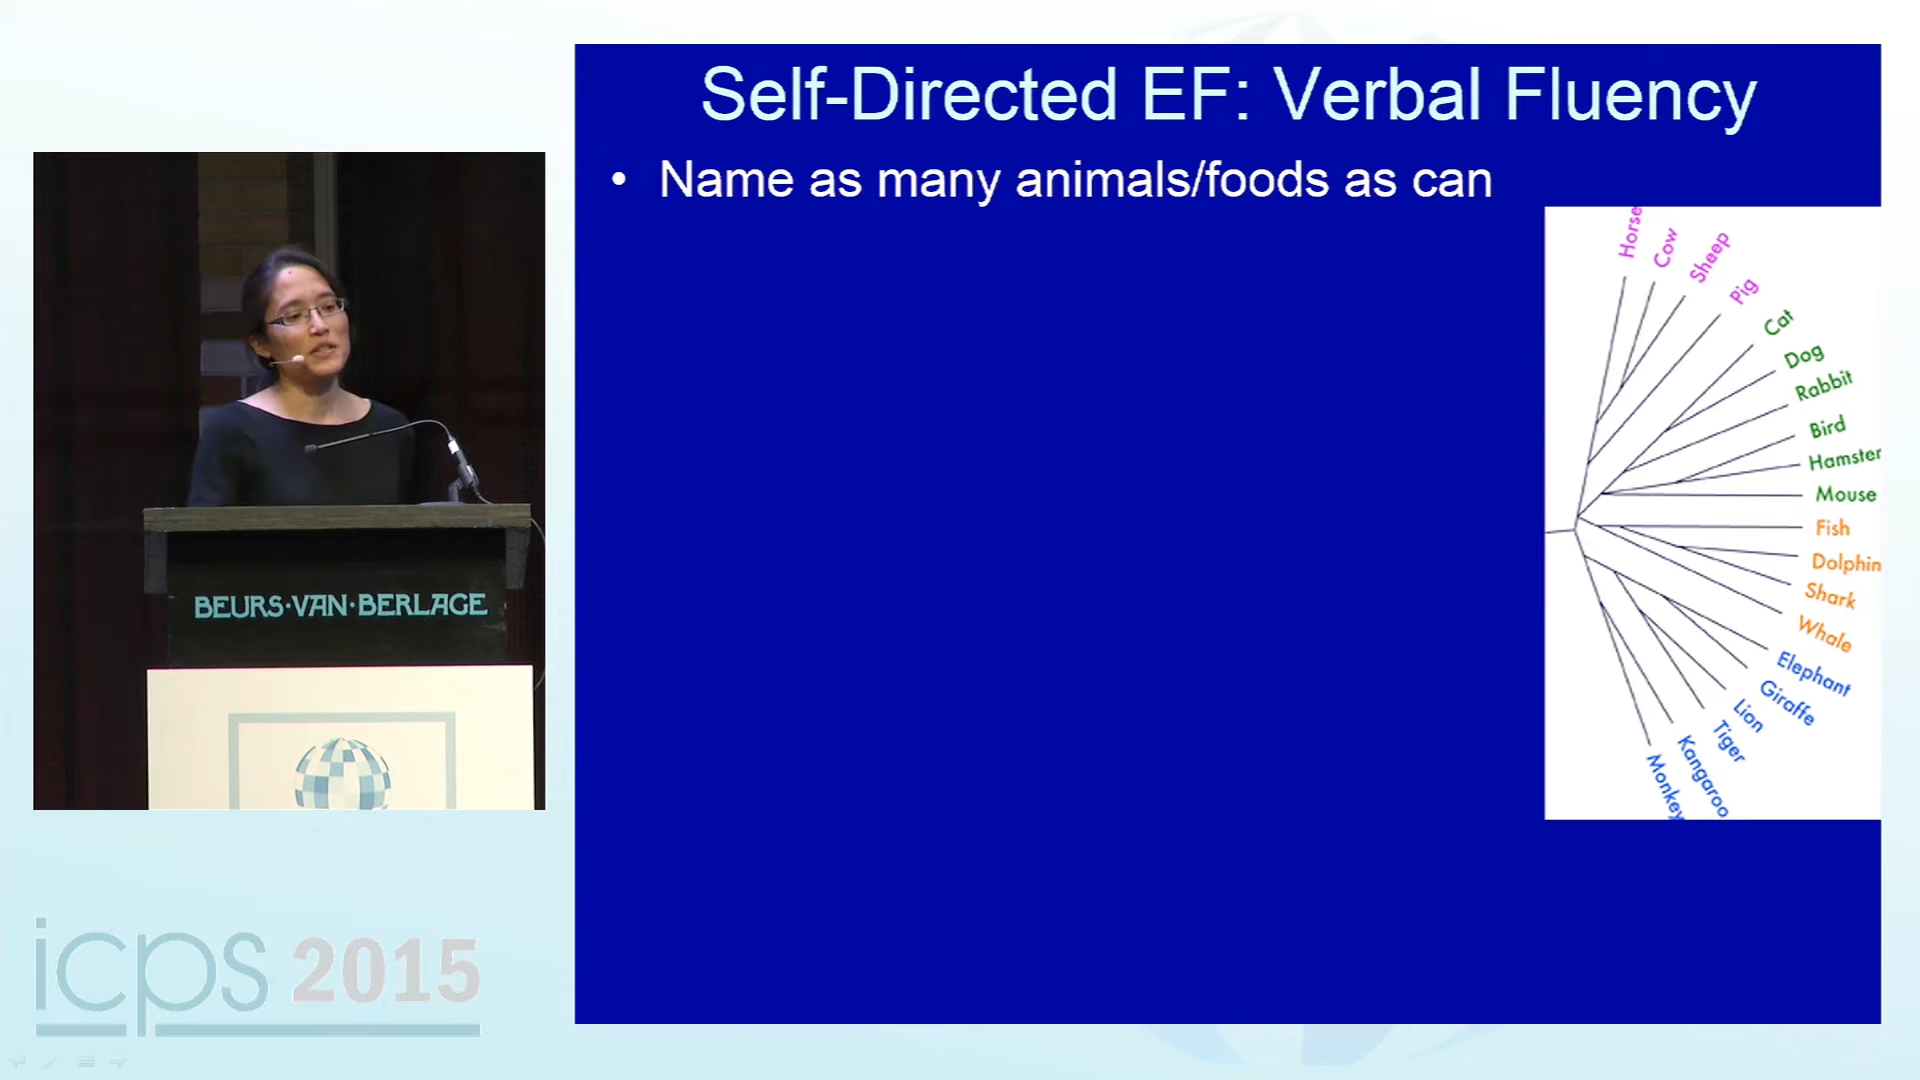 Self-Directed EF: Verbal Fluency
• Name as many animals/foods as can
Horse
Cow
Sheep
Pig
Cat
Dog
Rabbit
Bird
Hamster
Mouse
Fish
Dolphin
Shark
Whale
Elephant
Giraffe
Lion
Tiger
Kangaroo
Monkey
BEURS·VAN·BERLAGE
icps 2015